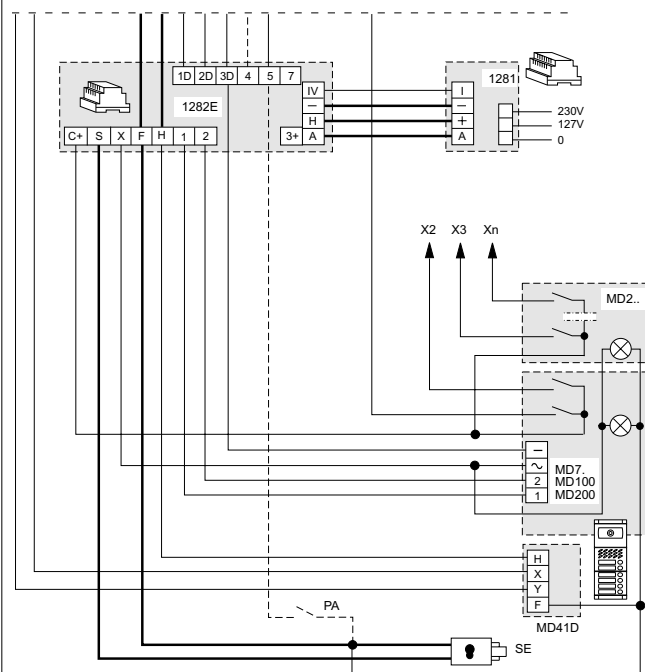 1D 2D 3D 4 5 7
1282E
IV
–
H
3+ A
C+ S X F H 1 2
1281
I
–
+
A
230V
127V
0
X2 X3 Xn
MD2..
–
~
2
1
MD7.
MD100
MD200
H
X
Y
F
MD41D
PA
SE